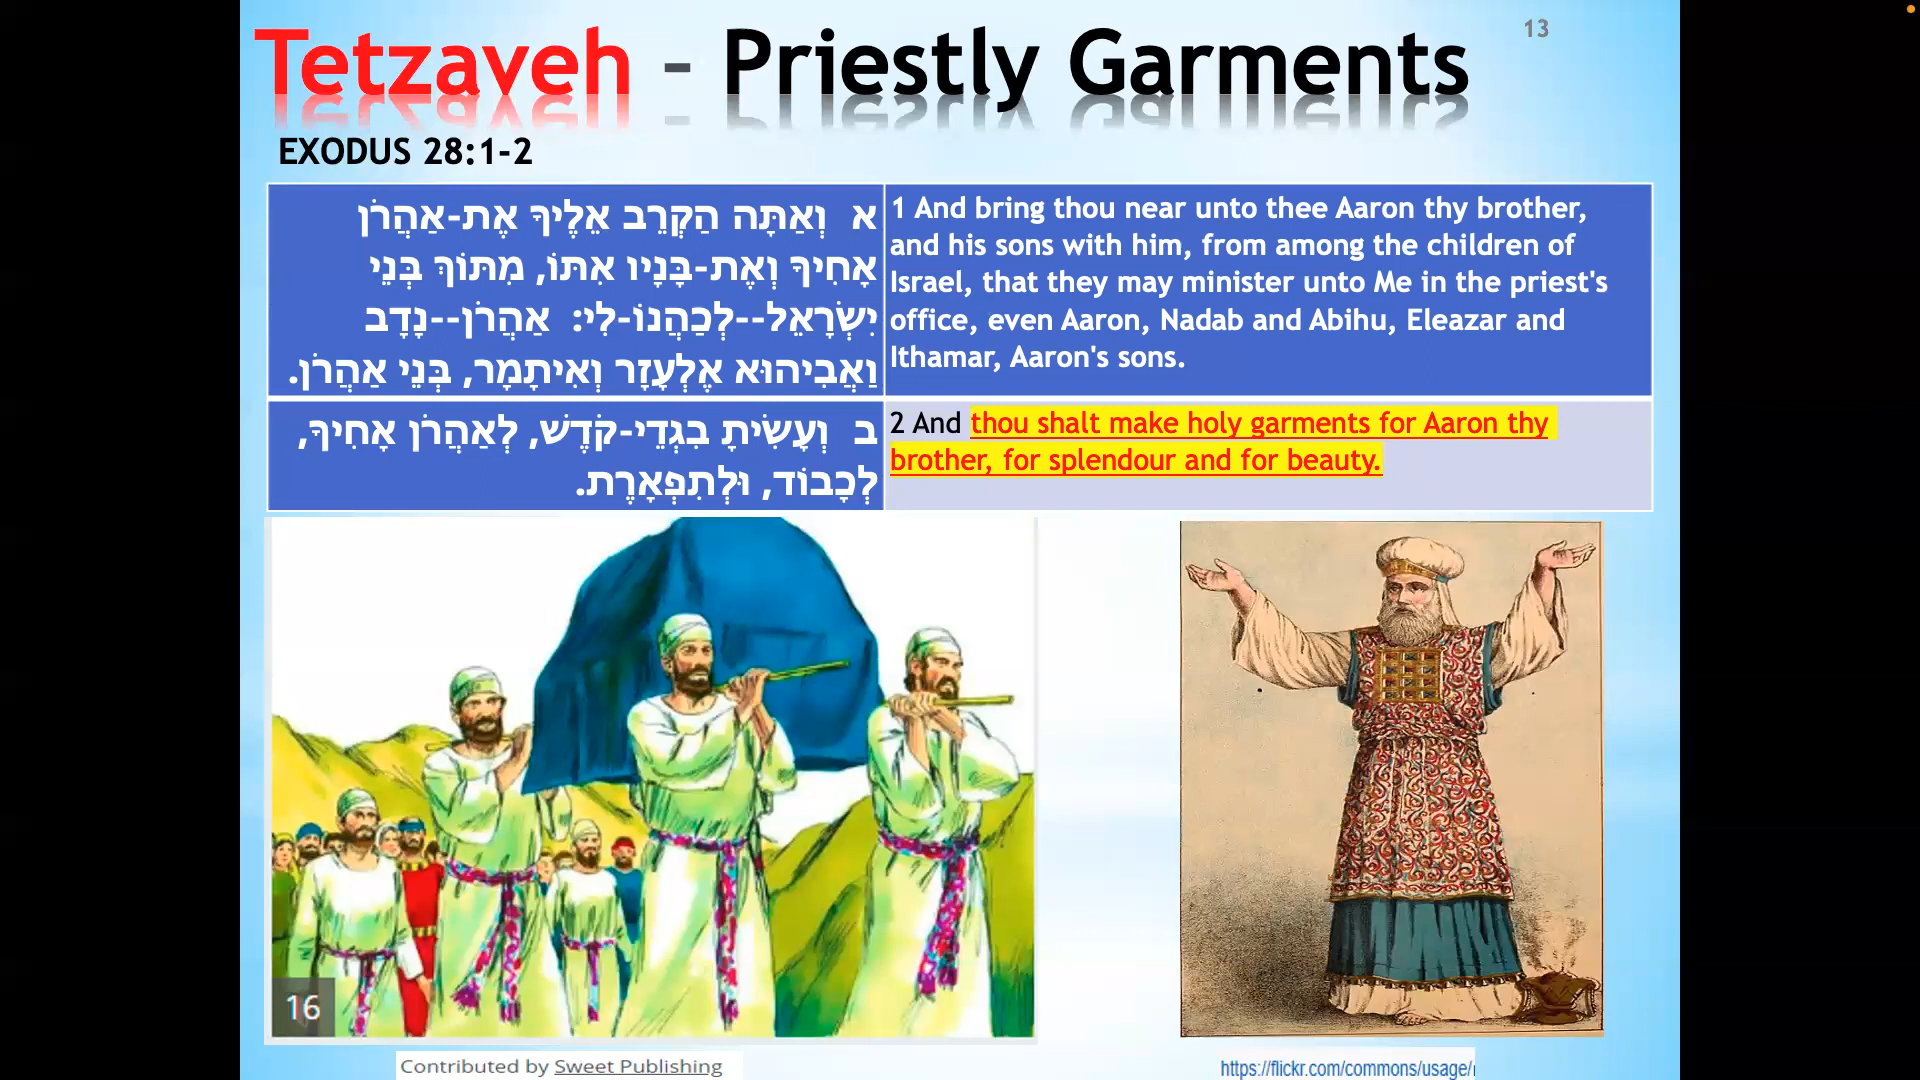 Tetzaveh - Priestly Garments
13
EXODUS 28:1-2
א וְאַתָּה הַקְרֵב אֵלֶיךָ אֶת-אַהֲרֹן
אָחִיךָ וְאֶת-בָּנָיו אִתּוֹ, מִתּוֹךְ בְּנֵי
יִשְׂרָאֵל--לְכַהֲנוֹ-לִי: אַהֲרֹן--נָדָב
וַאֲבִיהוּא אֶלְעָזָר וְאִיתָמָר, בְּנֵי אַהֲרֹן.
1 And bring thou near unto thee Aaron thy brother,
and his sons with him, from among the children of
Israel, that they may minister unto Me in the priest's
office, even Aaron, Nadab and Abihu, Eleazar and
Ithamar, Aaron's sons.
ב וְעָשִׂיתָ בִגְדֵי-קֹדֶשׁ, לְאַהֲרֹן אָחִיךָ,
לְכָבוֹד, וּלְתִפְאָרֶת.
2 And thou shalt make holy garments for Aaron thy
brother, for splendour and for beauty.
16
Contributed by Sweet Publishing
https://flickr.com/commons/usage/